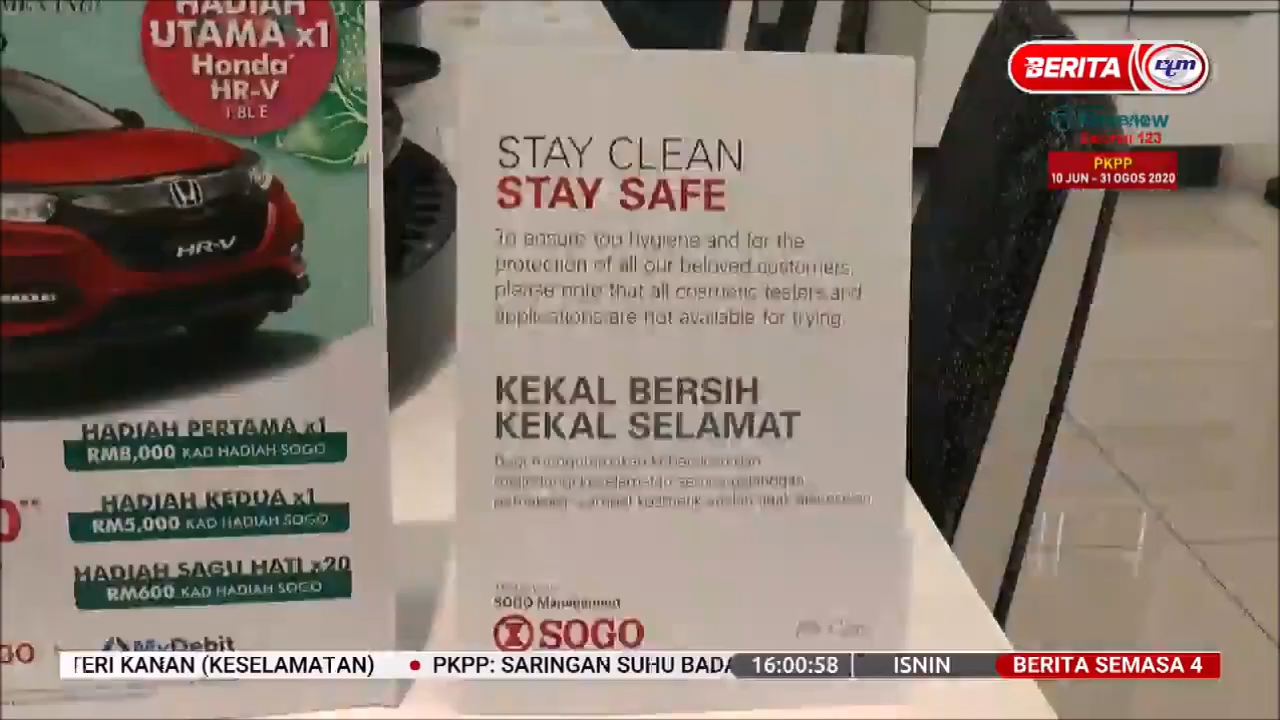 HADIAH
UTAMA x1
Honda
HR-V
HR-V
HADIAH PERTAMA x1
RM8,000 KAD HADIAH SOGO
HADIAH KEDUA x1
RM5,000 KAD HADIAH SOGO
HADIAH SAGU HATI x20
RM600 KAD HADIAH SOGO
MyDebit
STAY CLEAN
STAY SAFE
To ensure top hygiene and for the
protection of all our beloved customers,
please note that all cosmetic testers and
applications are not available for trying.
KEKAL BERSIH
KEKAL SELAMAT
SOGO Management
SOGO
BERITA rtm
Saluran 123
PKPP
10 JUN - 31 OGOS 2020
TERI KANAN (KESELAMATAN) • PKPP: SARINGAN SUHU BADA
16:00:58 ISNIN BERITA SEMASA 4